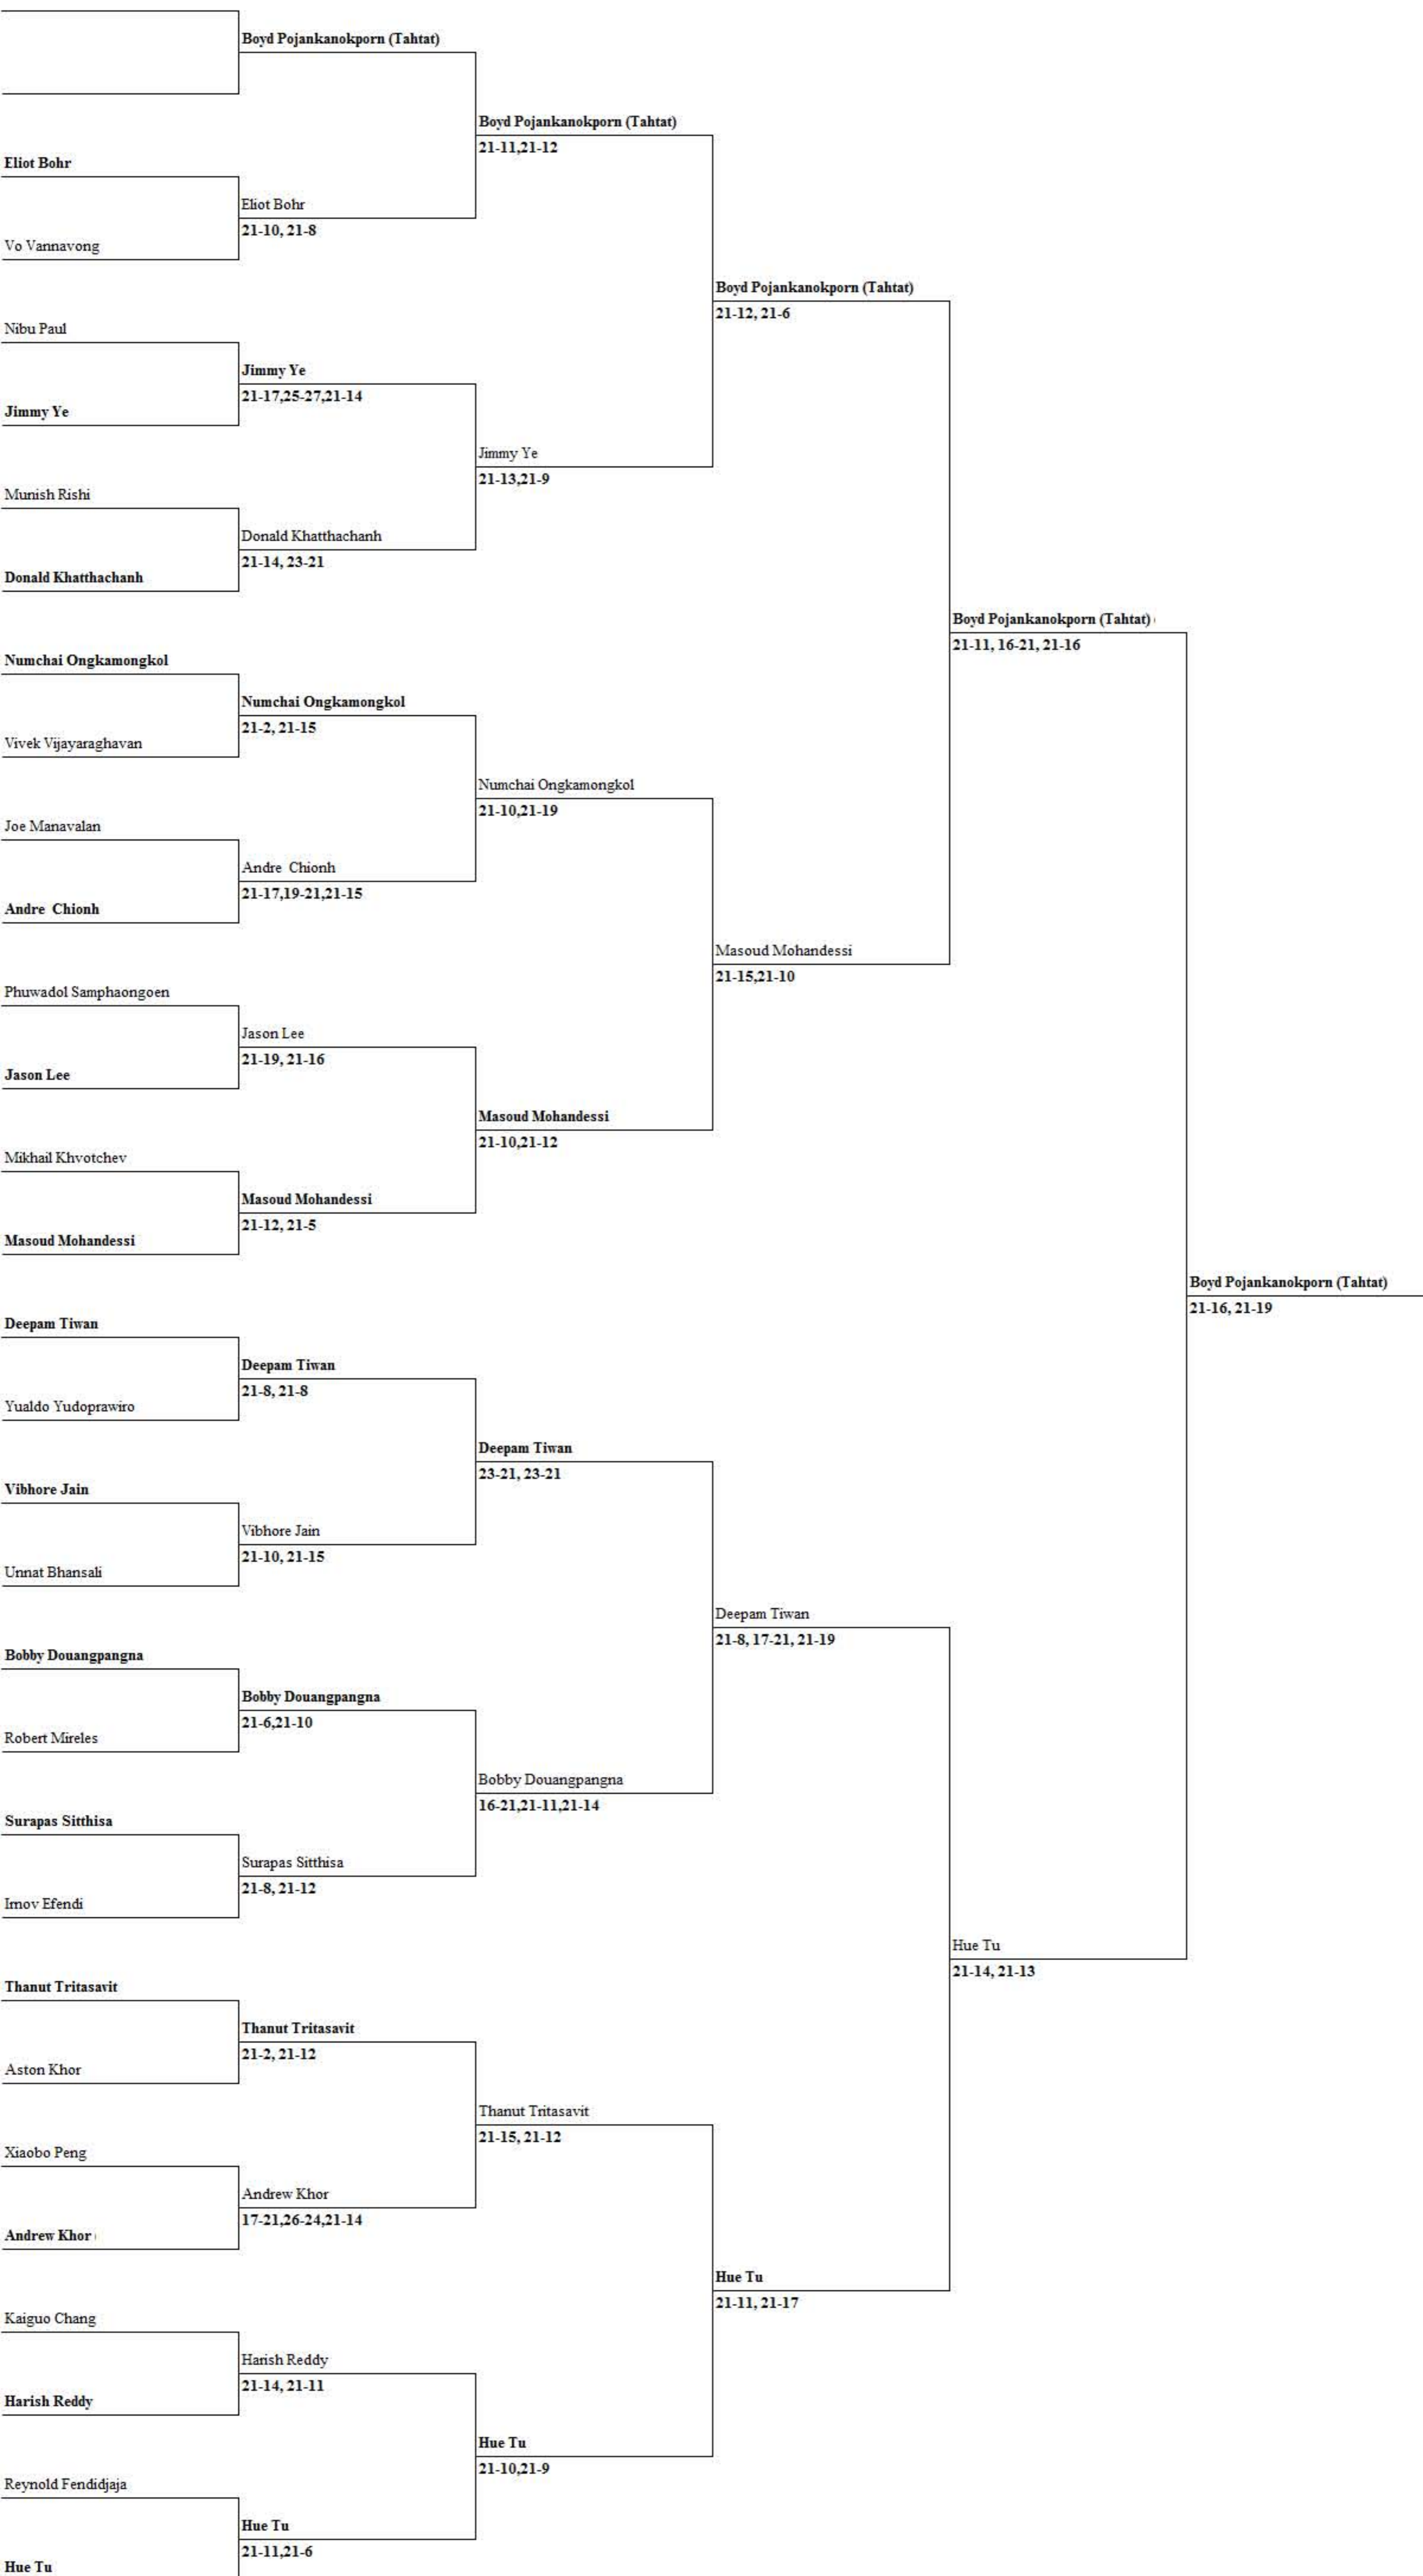 Boyd Pojankanokporn (Tahtat)
Boyd Pojankanokporn (Tahtat)
21-11,21-12
Eliot Bohr
Eliot Bohr
21-10, 21-8
Vo Vannavong
Boyd Pojankanokporn (Tahtat)
21-12, 21-6
Nibu Paul
Jimmy Ye
21-17,25-27,21-14
Jimmy Ye
Jimmy Ye
21-13,21-9
Munish Rishi
Donald Khatthachanh
21-14, 23-21
Donald Khatthachanh
Boyd Pojankanokporn (Tahtat)
21-11, 16-21, 21-16
Numchai Ongkamongkol
Numchai Ongkamongkol
21-2, 21-15
Vivek Vijayaraghavan
Numchai Ongkamongkol
21-10,21-19
Joe Manavalan
Andre Chionh
21-17,19-21,21-15
Andre Chionh
Masoud Mohandessi
21-15,21-10
Phuwadol Samphaongoen
Jason Lee
21-19, 21-16
Jason Lee
Masoud Mohandessi
21-10,21-12
Mikhail Khvotchev
Masoud Mohandessi
21-12, 21-5
Masoud Mohandessi
Boyd Pojankanokporn (Tahtat)
21-16, 21-19
Deepam Tiwan
Deepam Tiwan
21-8, 21-8
Yualdo Yudoprawiro
Deepam Tiwan
23-21, 23-21
Vibhore Jain
Vibhore Jain
21-10, 21-15
Unnat Bhansali
Deepam Tiwan
21-8, 17-21, 21-19
Bobby Douangpangna
Bobby Douangpangna
21-6,21-10
Robert Mireles
Bobby Douangpangna
16-21,21-11,21-14
Surapas Sitthisa
Surapas Sitthisa
21-8, 21-12
Irnov Efendi
Hue Tu
21-14, 21-13
Thanut Tritasavit
Thanut Tritasavit
21-2, 21-12
Aston Khor
Thanut Tritasavit
21-15, 21-12
Xiaobo Peng
Andrew Khor
17-21,26-24,21-14
Andrew Khor
Hue Tu
21-11, 21-17
Kaiguo Chang
Harish Reddy
21-14, 21-11
Harish Reddy
Hue Tu
21-10,21-9
Reynold Fendidjaja
Hue Tu
21-11,21-6
Hue Tu